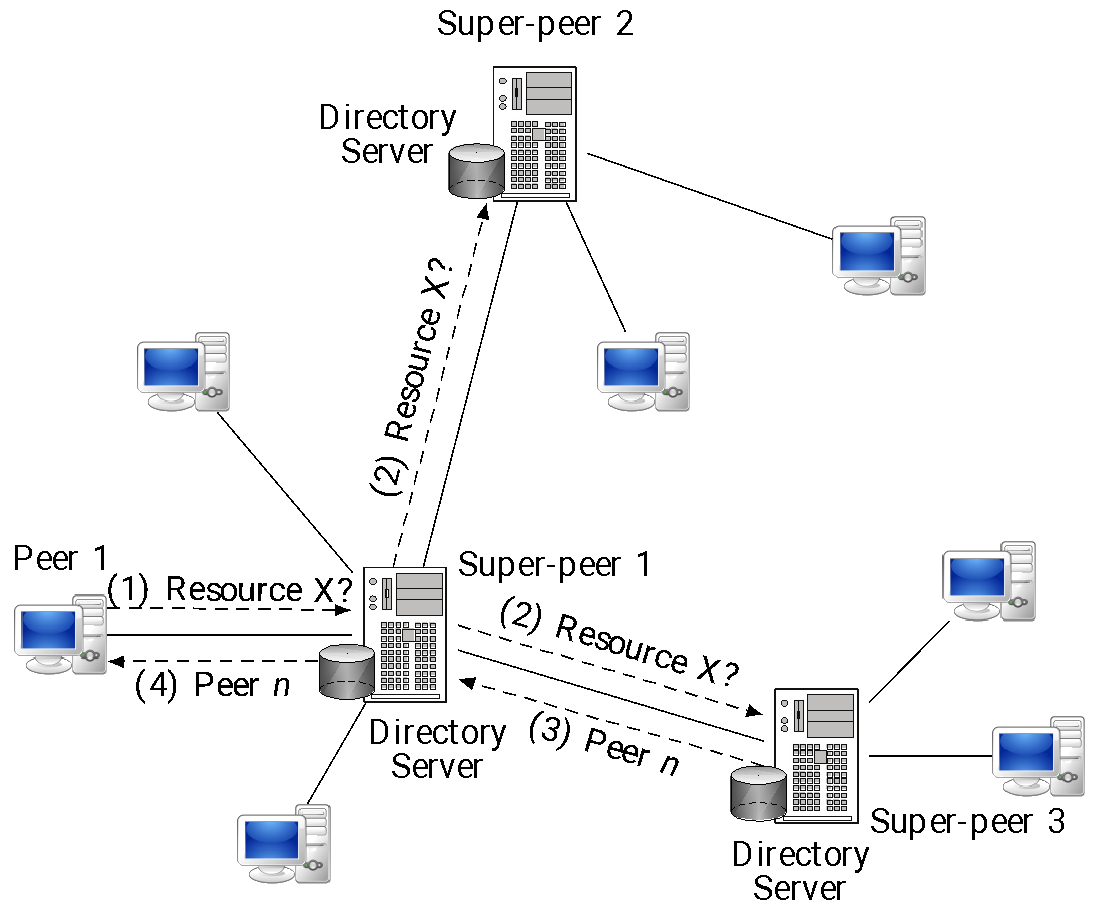 Super-peer 2
Directory
Server
(2) Resource X?
Peer 1
(1) Resource X?
Super-peer 1
(2) Resource X?
(4) Peer n
(3) Peer n
Directory
Server
Super-peer 3
Directory
Server